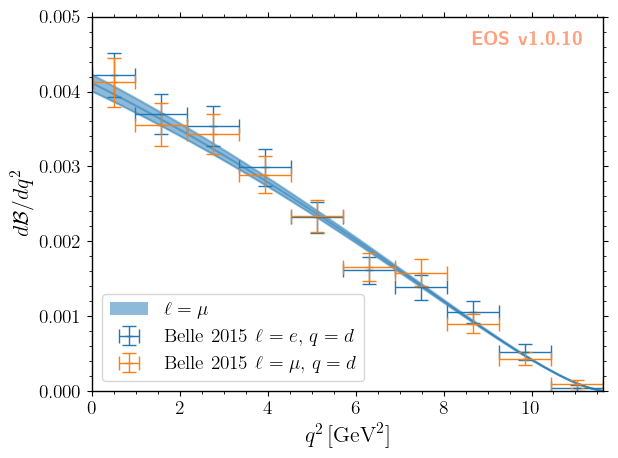 EOS v1.0.10
0.005
0.004
0.003
0.002
0.001
0.000
dℬ/dq²
ℓ = μ
Belle 2015 ℓ = e, q = d
Belle 2015 ℓ = μ, q = d
0 2 4 6 8 10
q² [GeV²]